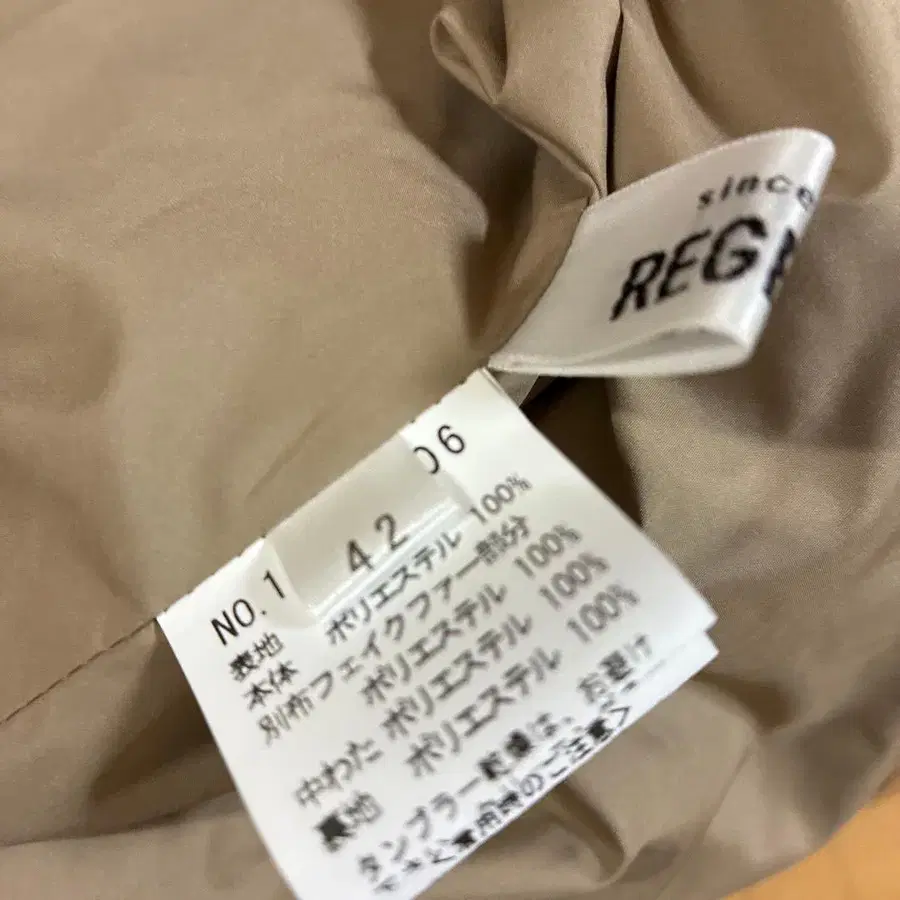 since
REG
NO.1
06
42
表地
本体 ポリエステル 100%
別布フェイクファー部分
ポリエステル 100%
中わた ポリエステル 100%
裏地 ポリエステル 100%
タンブラー乾燥は、お避け